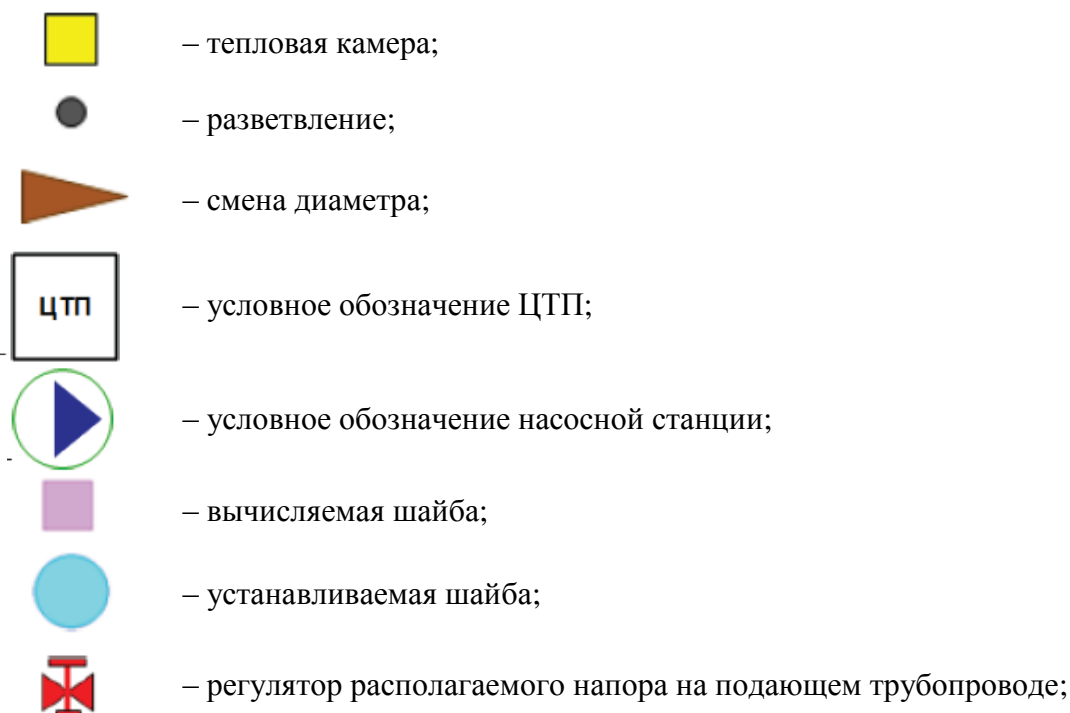 – тепловая камера;
– разветвление;
– смена диаметра;
ЦТП – условное обозначение ЦТП;
– условное обозначение насосной станции;
– вычисляемая шайба;
– устанавливаемая шайба;
– регулятор располагаемого напора на подающем трубопроводе;